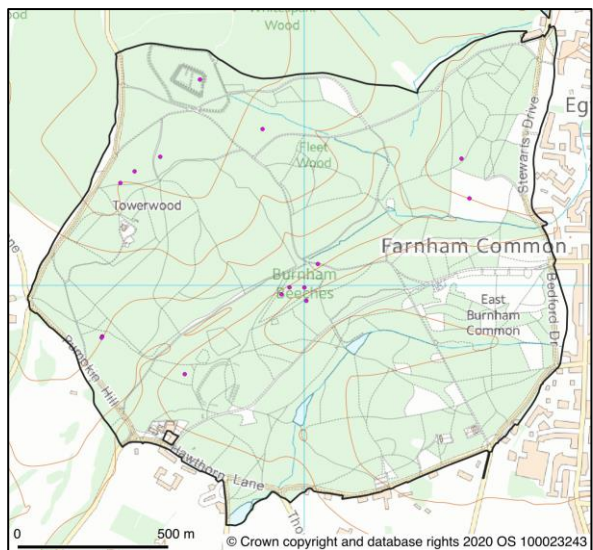 Wood
Eg
Stewarts Drive
Fleet
Wood
Towerwood
Farnham Common
Burnham
Beeches
East
Burnham
Common
Bedford Dr
Pumpkin Hill
Hawthorn Lane
Tho
0 500 m
© Crown copyright and database rights 2020 OS 100023243